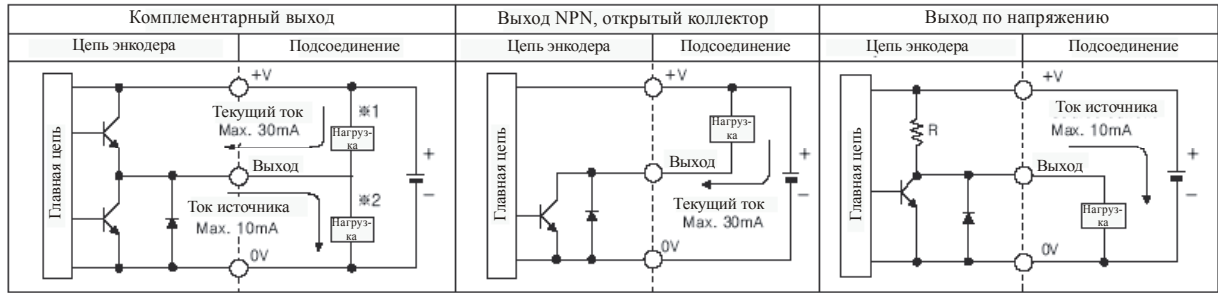 Комплементарный выход
Выход NPN, открытый коллектор
Выход по напряжению
Цепь энкодера
Подсоединение
Цепь энкодера
Подсоединение
Цепь энкодера
Подсоединение
Главная цепь
+V
Текущий ток
Max. 30mA
※1
Нагруз-
ка
Выход
Ток источника
Max. 10mA
※2
Нагруз-
ка
0V
+
−
Главная цепь
+V
Нагруз-
ка
Выход
Текущий ток
Max. 30mA
0V
+
−
Главная цепь
+V
R
Ток источника
Max. 10mA
Выход
Нагруз-
ка
0V
+
−